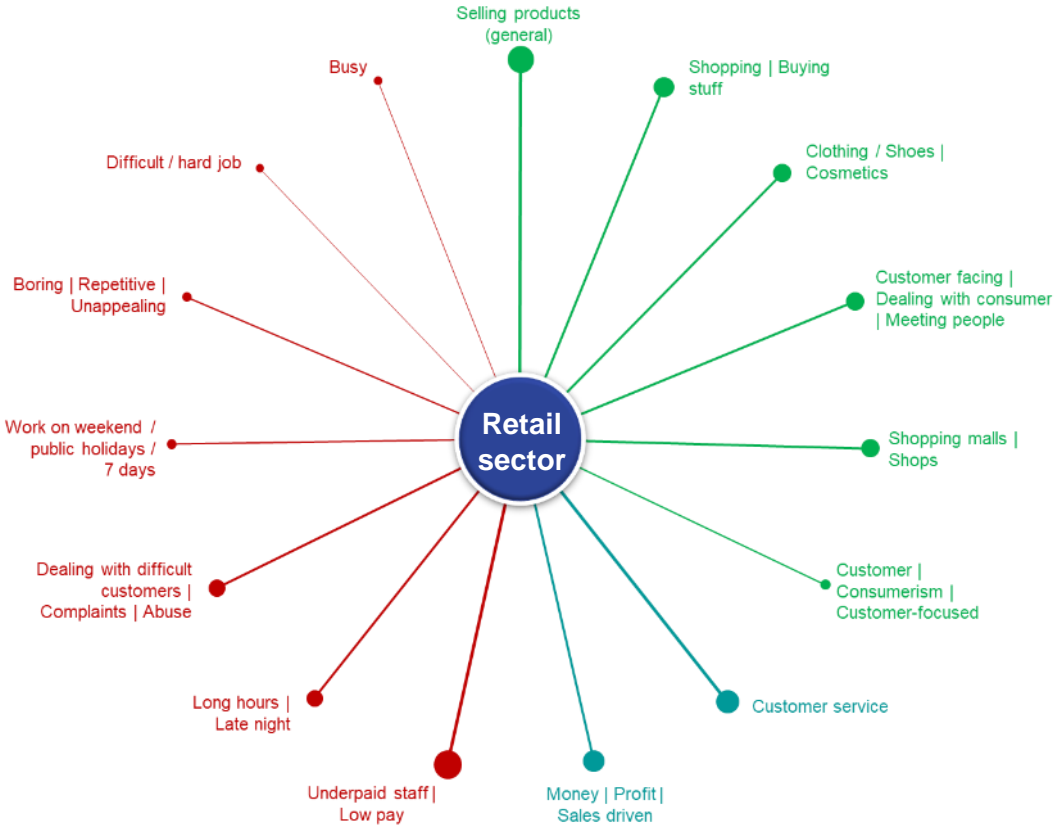 Selling products
(general)
Shopping | Buying
stuff
Clothing / Shoes |
Cosmetics
Customer facing |
Dealing with consumer
| Meeting people
Shopping malls |
Shops
Customer |
Consumerism |
Customer-focused
Customer service
Money | Profit |
Sales driven
Underpaid staff |
Low pay
Long hours |
Late night
Dealing with difficult
customers |
Complaints | Abuse
Work on weekend /
public holidays /
7 days
Boring | Repetitive |
Unappealing
Difficult / hard job
Busy
Retail
sector